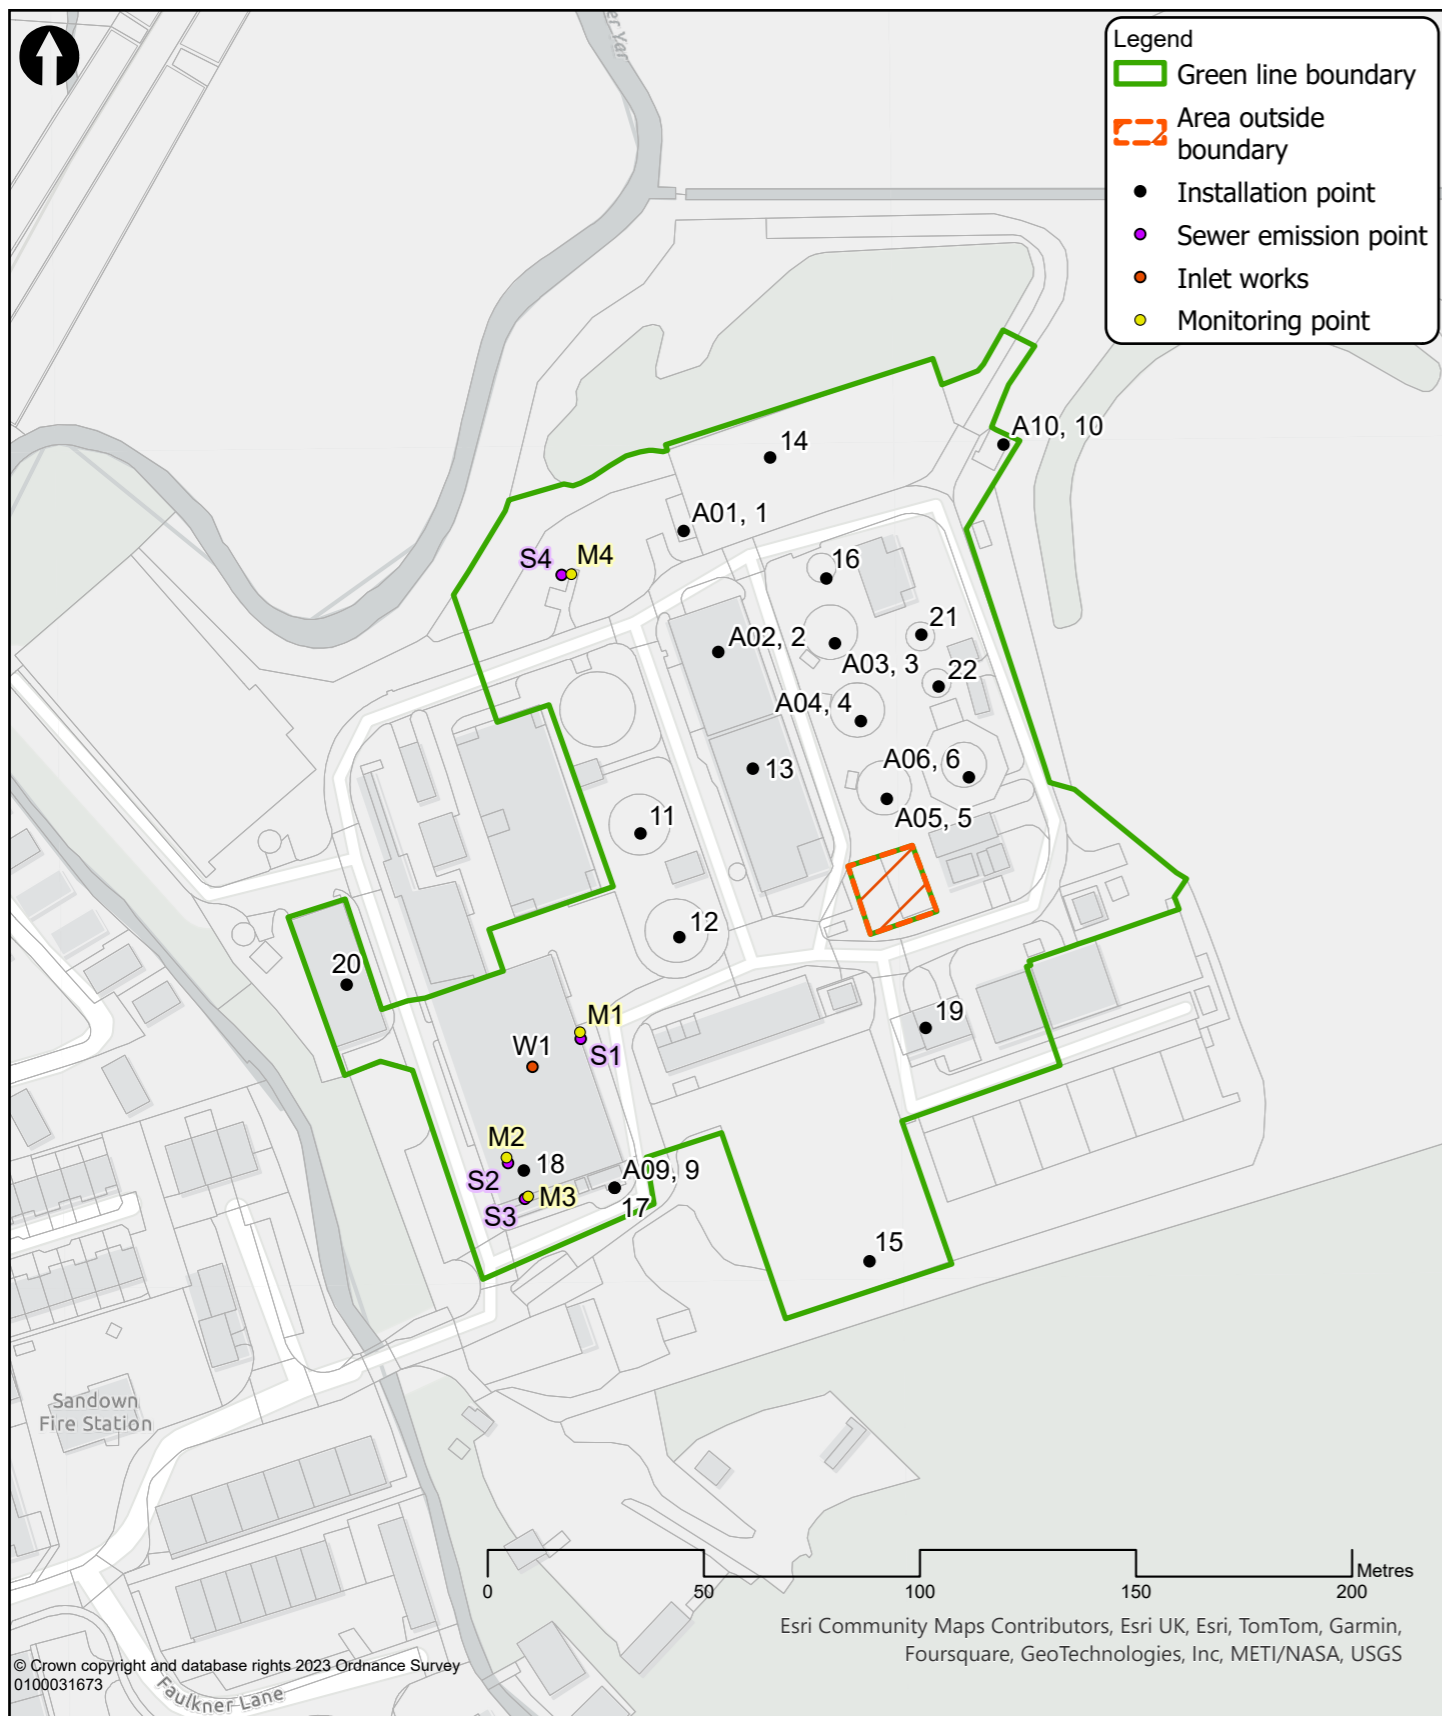 er Yar
Legend
Green line boundary
Area outside
boundary
Installation point
Sewer emission point
Inlet works
Monitoring point
A10, 10
14
A01, 1
S4
M4
16
21
A02, 2
A03, 3
22
A04, 4
A06, 6
13
11
A05, 5
12
20
19
M1
S1
W1
M2
18
S2
A09, 9
M3
17
S3
15
Sandown
Fire Station
0
50
100
150
200
Metres
Esri Community Maps Contributors, Esri UK, Esri, TomTom, Garmin,
Foursquare, GeoTechnologies, Inc, METI/NASA, USGS
© Crown copyright and database rights 2023 Ordnance Survey
0100031673
Faulkner Lane